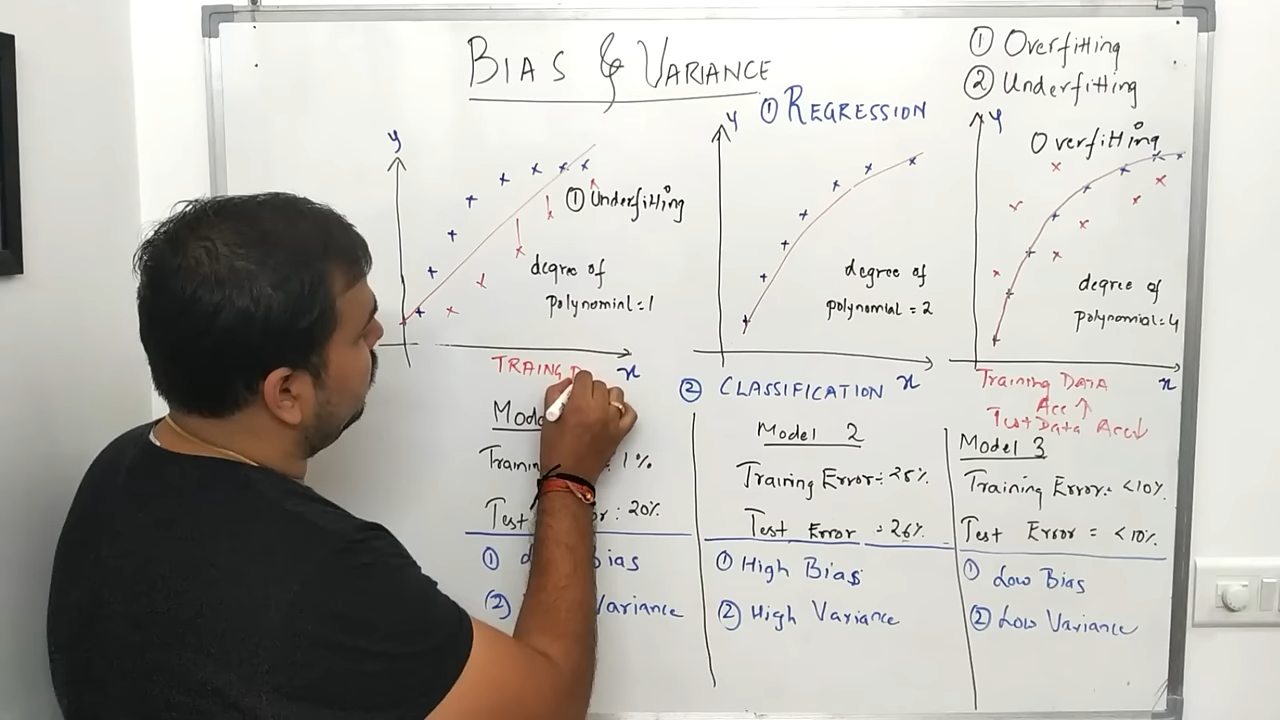 BIAS & VARIANCE
① Overfitting
② Underfitting
① REGRESSION
y
① Underfitting
degree of
polynomial=1
x
y
degree of
polynomial = 2
x
y
Overfitting
degree of
polynomial=4
x
TRAING
Training DATA
Acc ↑
Test Data Acc↓
② CLASSIFICATION
1%
20%
①
Bias
②
Variance
Model 2
Training Error=25%
Test Error =26%
① High Bias
② High Variance
Model 3
Training Error= <10%
Test Error = <10%
① Low Bias
② Low Variance